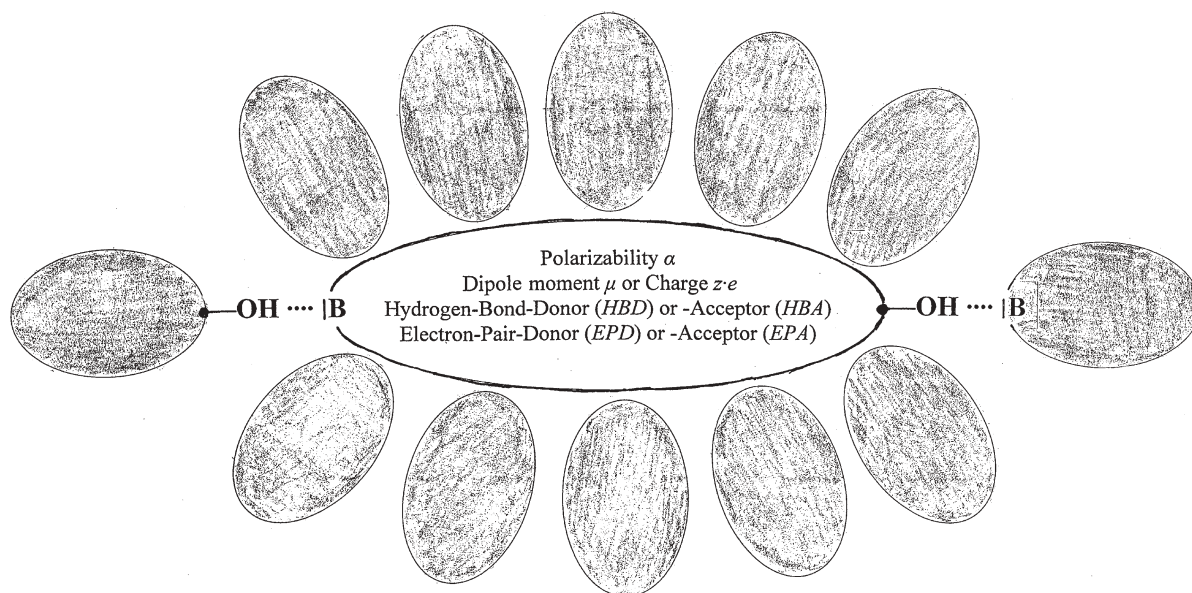 Polarizability α
Dipole moment μ or Charge z·e
Hydrogen-Bond-Donor (HBD) or -Acceptor (HBA)
Electron-Pair-Donor (EPD) or -Acceptor (EPA)
OH ···· |B
OH ···· |B